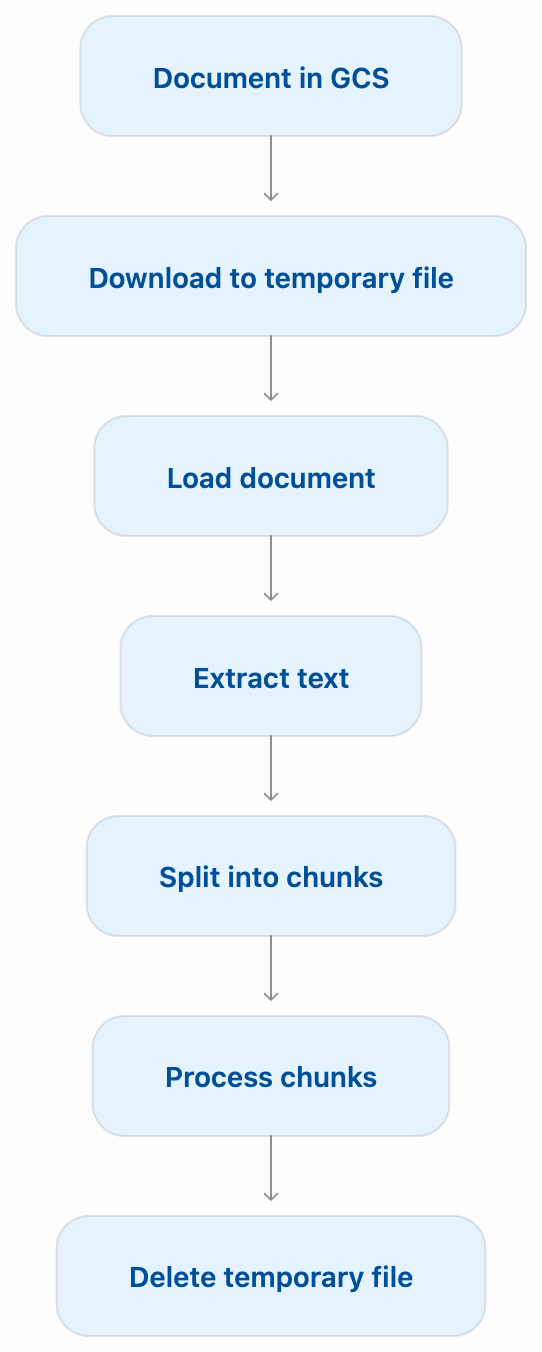 Document in GCS
Download to temporary file
Load document
Extract text
Split into chunks
Process chunks
Delete temporary file